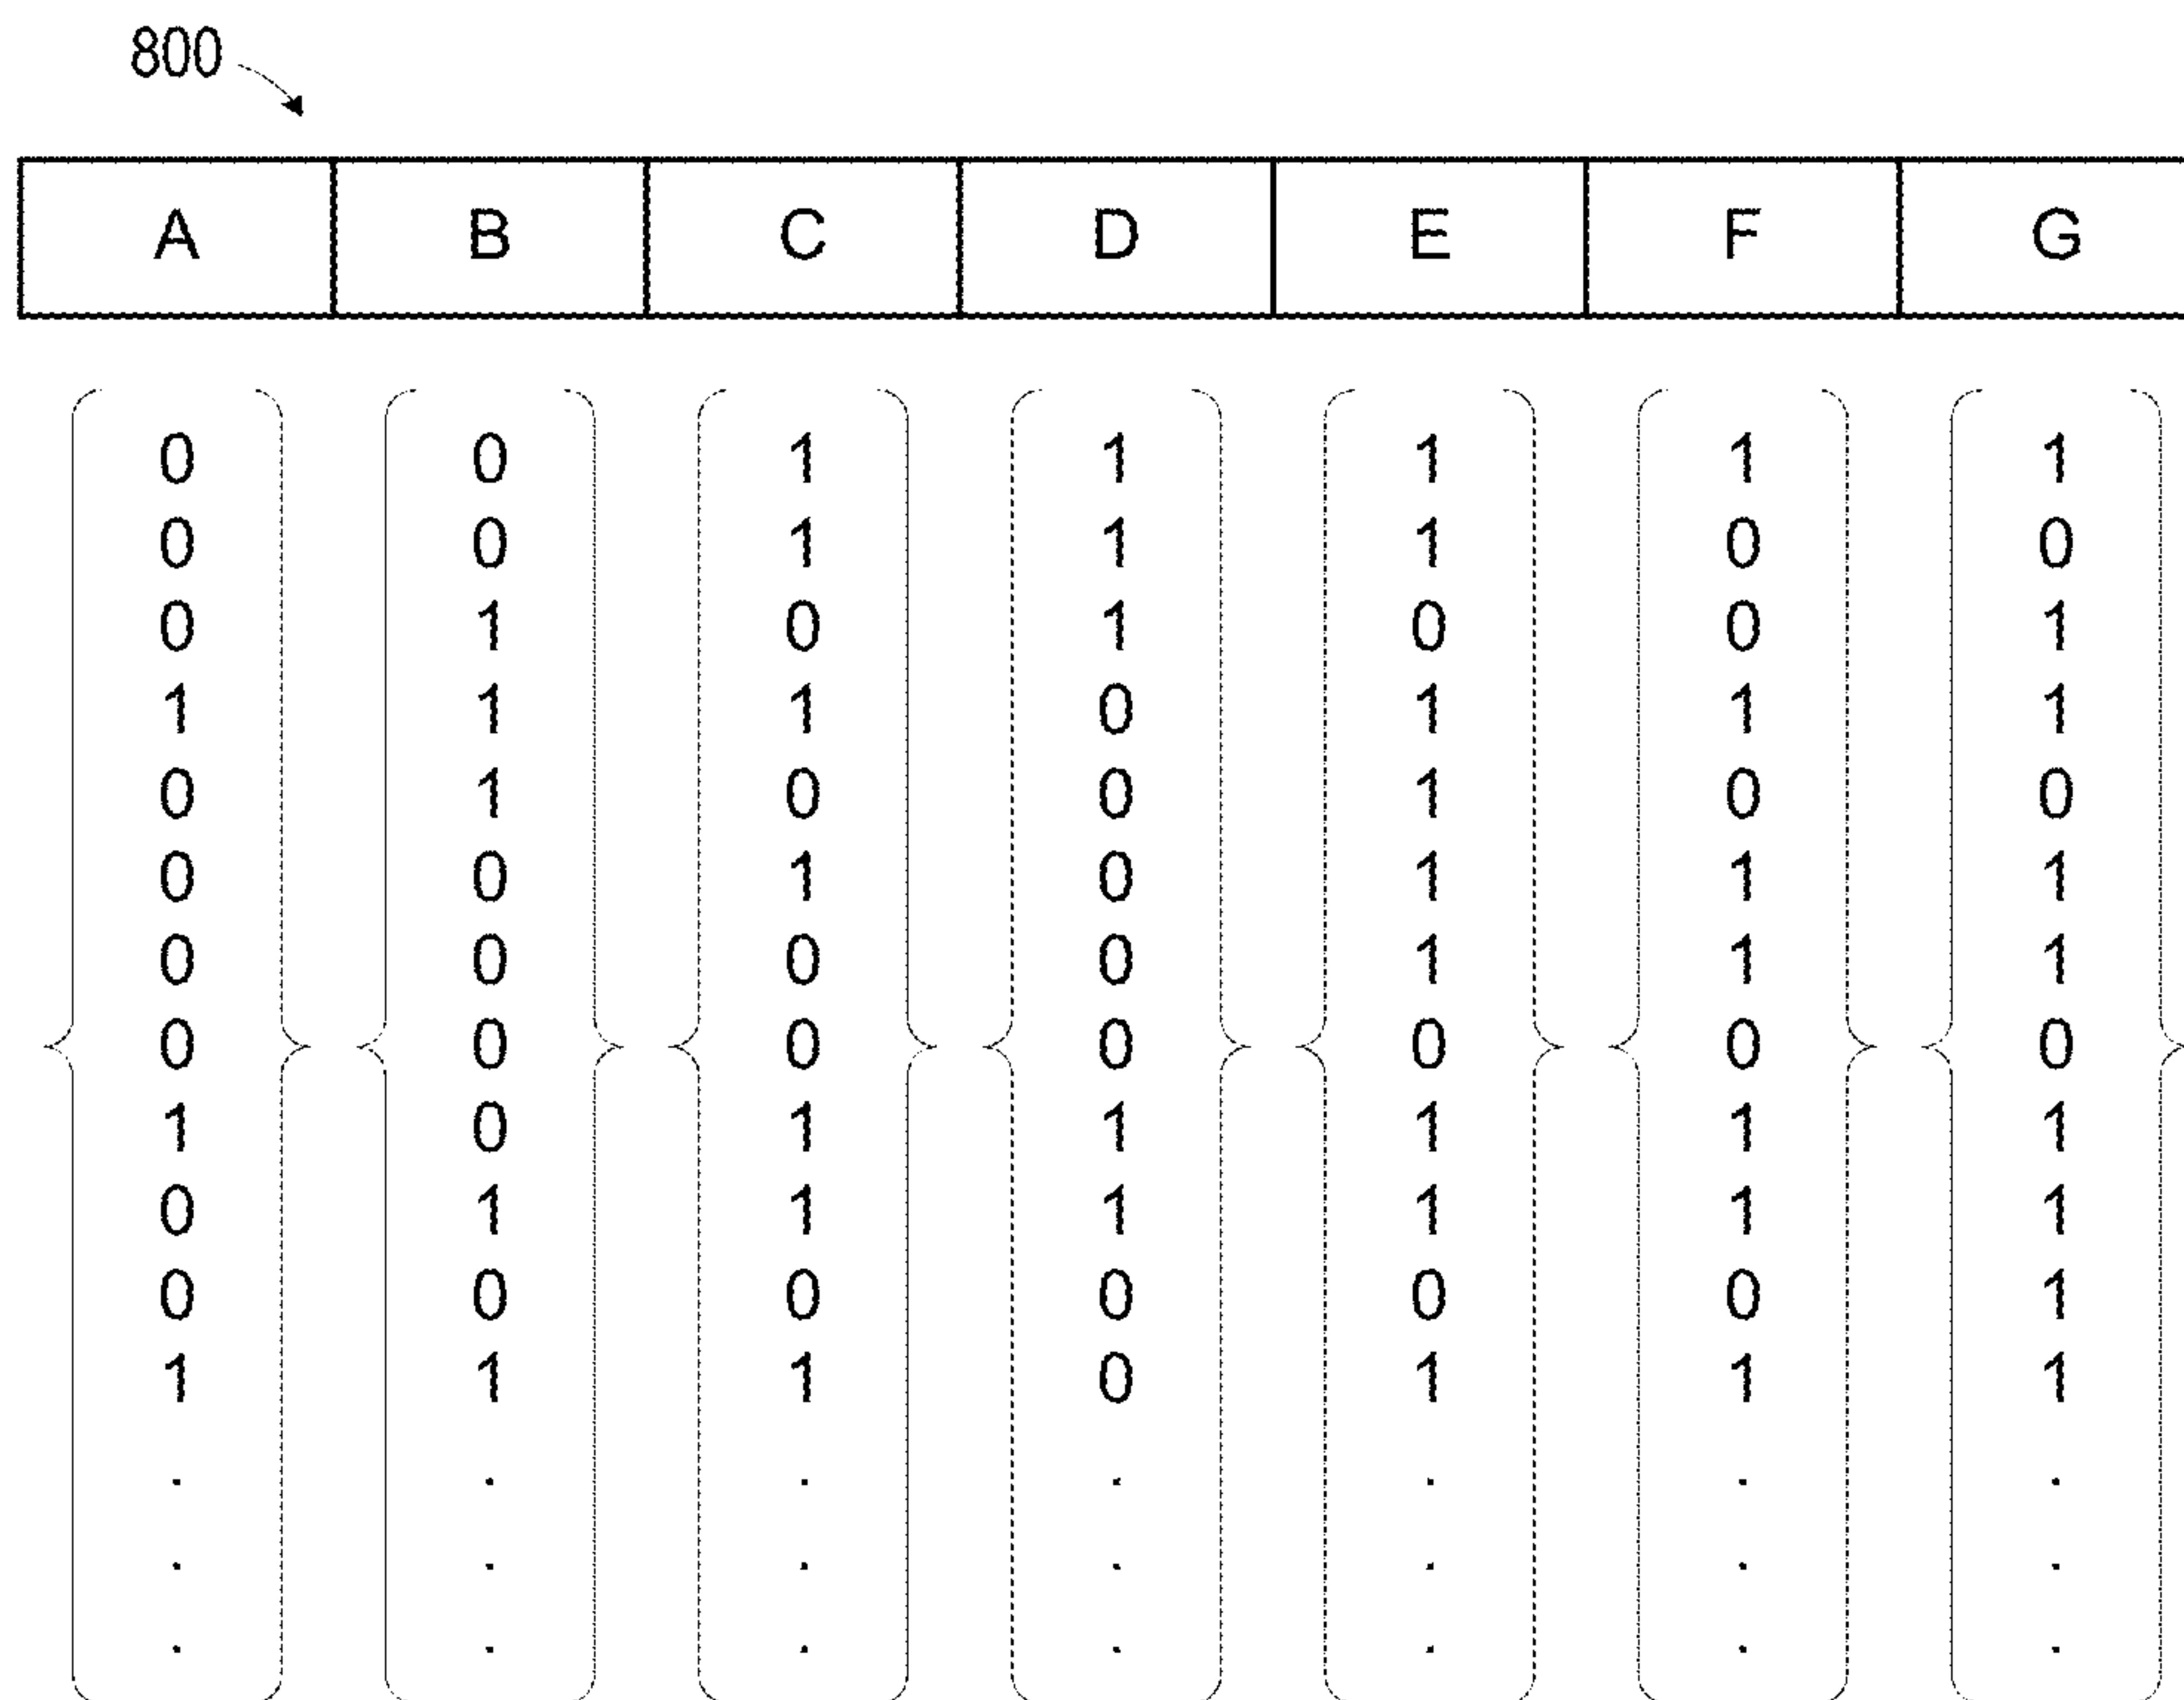 800
A B C D E F G
0 0 1 1 1 1 1
0 0 1 1 1 0 0
0 1 0 1 0 0 1
1 1 1 0 1 1 1
0 1 0 0 1 0 0
0 0 1 0 1 1 1
0 0 0 0 1 1 1
0 0 0 0 0 0 0
1 0 1 1 1 1 1
0 1 1 1 1 1 1
0 0 0 0 0 0 1
1 1 1 0 1 1 1
. . . . . . .
. . . . . . .
. . . . . . .